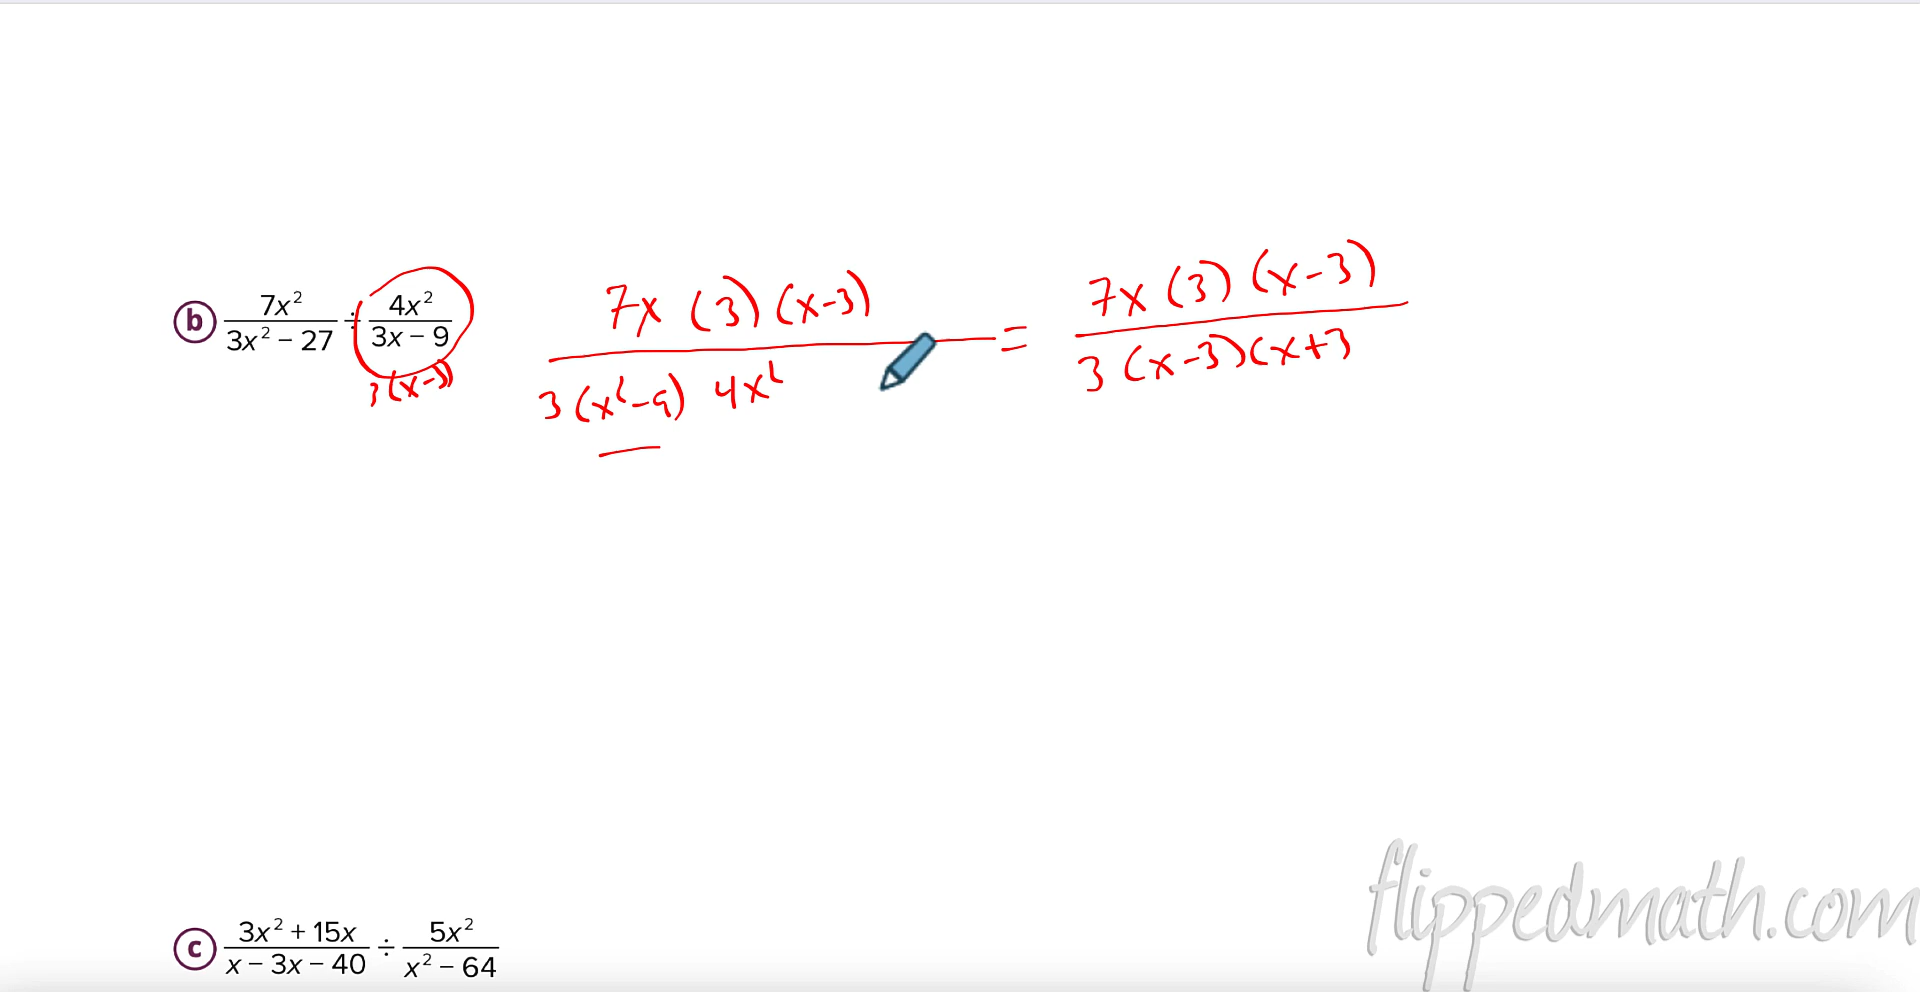 b 7x² / 3x² − 27 ÷ 4x² / 3x − 9
3(x−3)
7x (3) (x−3) / 3 (x²−9) 4x² = 7x (3) (x−3) / 3 (x−3)(x+3
c 3x² + 15x / x − 3x − 40 ÷ 5x² / x² − 64
flippedmath.com